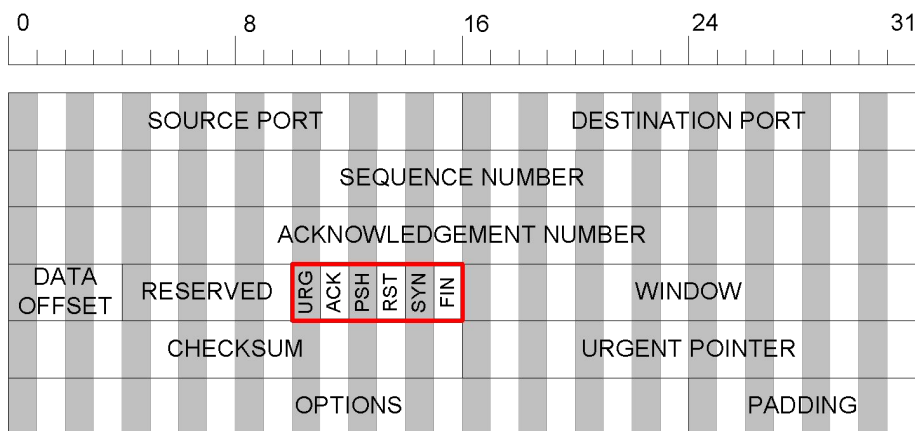 0 8 16 24 31
SOURCE PORT DESTINATION PORT
SEQUENCE NUMBER
ACKNOWLEDGEMENT NUMBER
DATA OFFSET RESERVED URG ACK PSH RST SYN FIN WINDOW
CHECKSUM URGENT POINTER
OPTIONS PADDING